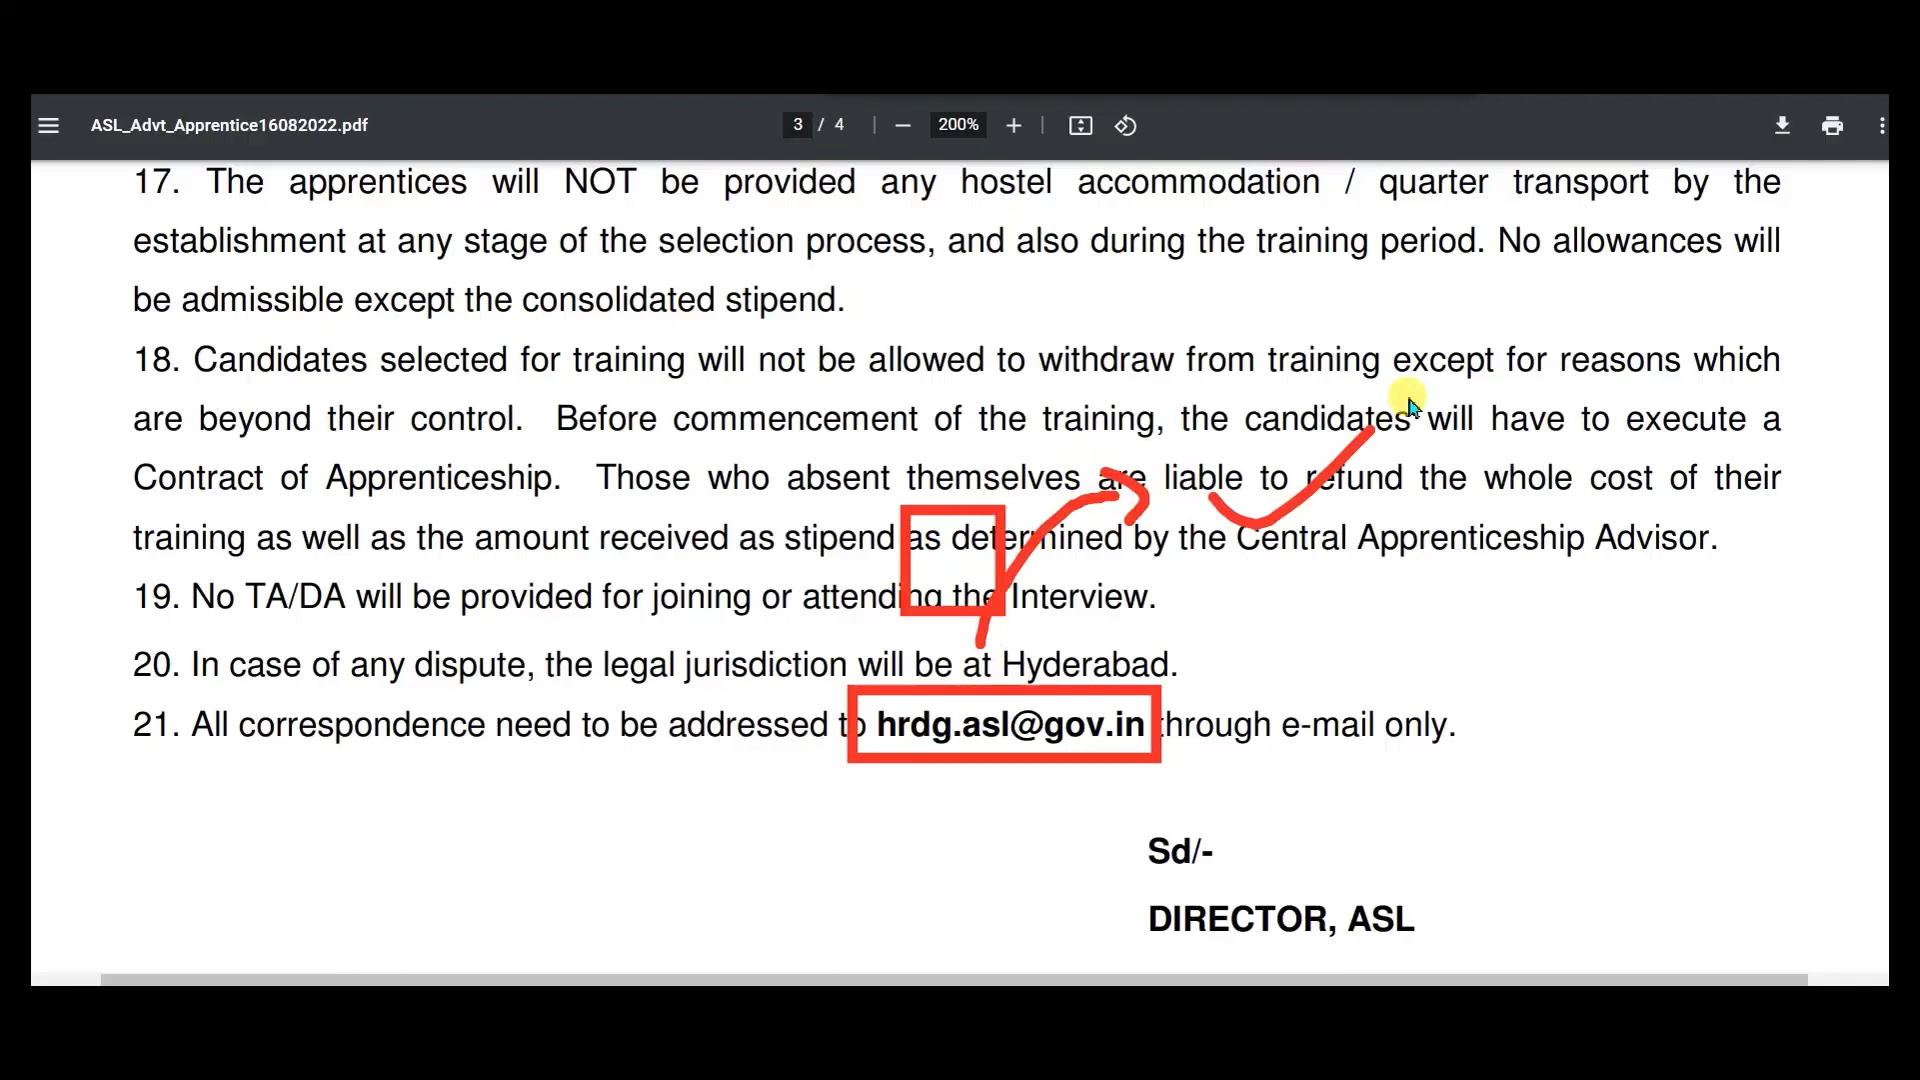 ASL_Advt_Apprentice16082022.pdf
3 / 4
200%
17. The apprentices will NOT be provided any hostel accommodation / quarter transport by the
establishment at any stage of the selection process, and also during the training period. No allowances will
be admissible except the consolidated stipend.
18. Candidates selected for training will not be allowed to withdraw from training except for reasons which
are beyond their control. Before commencement of the training, the candidates will have to execute a
Contract of Apprenticeship. Those who absent themselves are liable to refund the whole cost of their
training as well as the amount received as stipend as determined by the Central Apprenticeship Advisor.
19. No TA/DA will be provided for joining or attending the Interview.
20. In case of any dispute, the legal jurisdiction will be at Hyderabad.
21. All correspondence need to be addressed to hrdg.asl@gov.in through e-mail only.
Sd/-
DIRECTOR, ASL